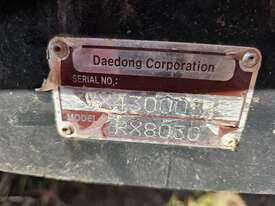 Daedong Corporation
SERIAL NO.:
MODEL RX8030